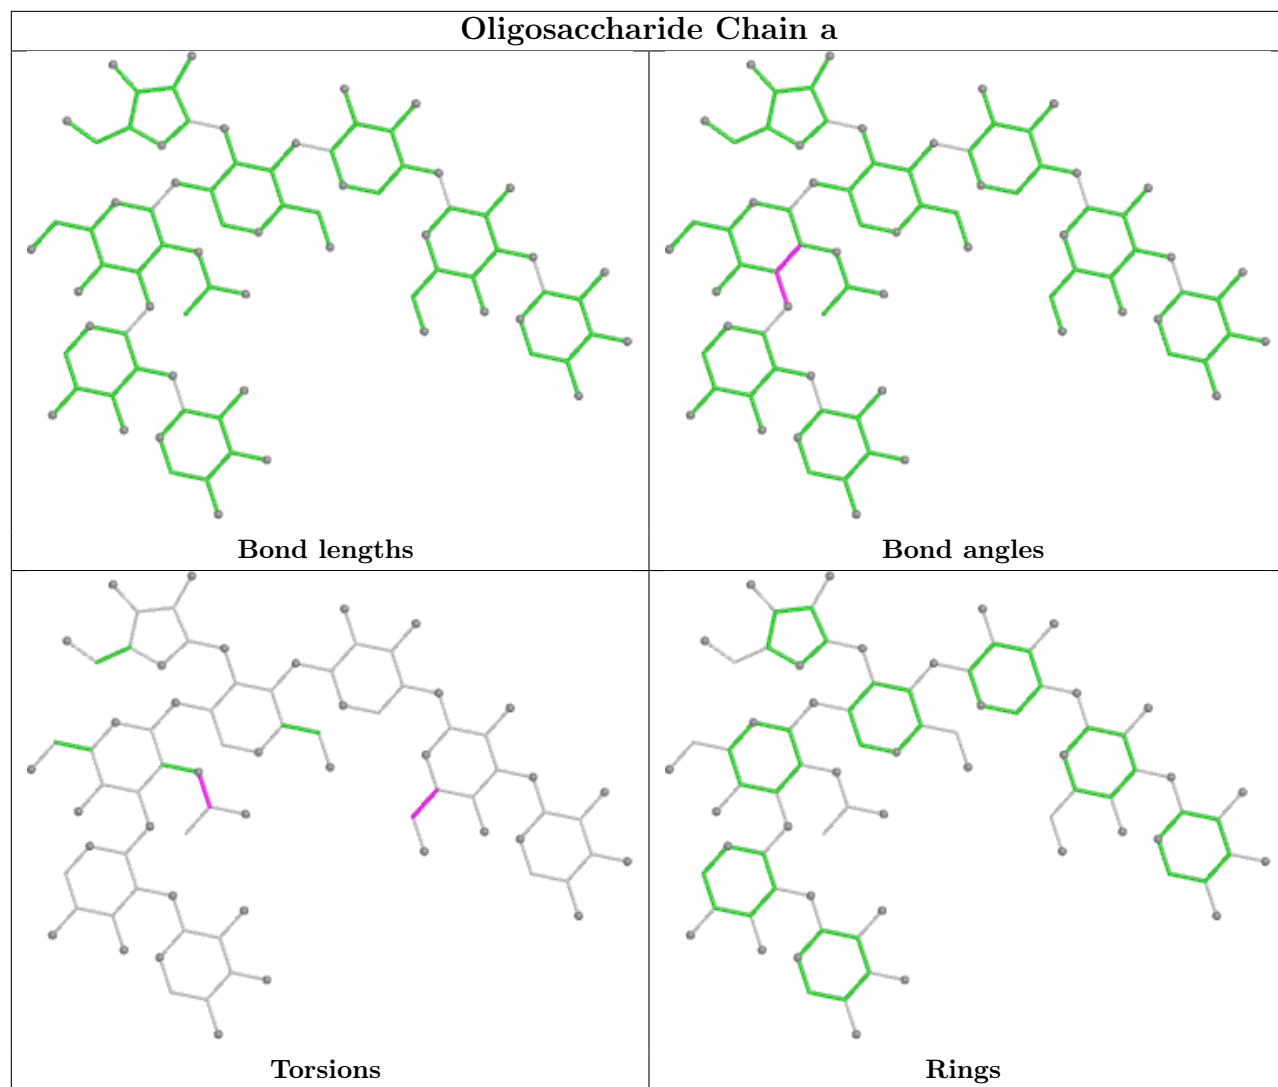 Oligosaccharide Chain a
Bond lengths
Bond angles
Torsions
Rings